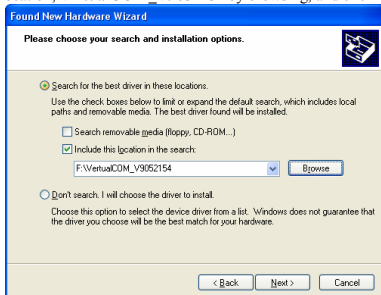 Found New Hardware Wizard
Please choose your search and installation options.
Search for the best driver in these locations.
Use the check boxes below to limit or expand the default search, which includes local
paths and removable media. The best driver found will be installed.
Search removable media (floppy, CD-ROM...)
Include this location in the search:
F:\VertualCOM_V9052154
Browse
Don't search. I will choose the driver to install.
Choose this option to select the device driver from a list. Windows does not guarantee that
the driver you choose will be the best match for your hardware.
< Back
Next >
Cancel